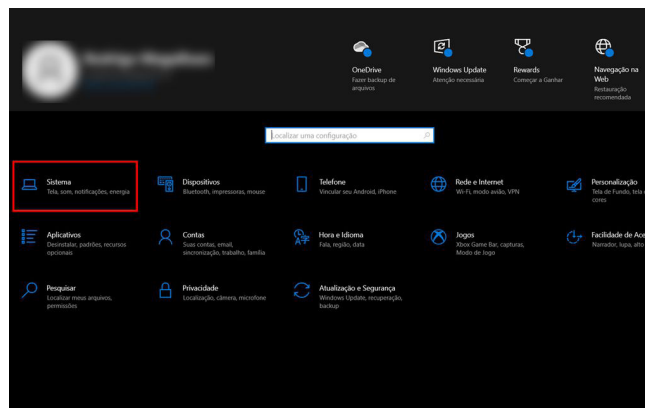 OneDrive
Fazer backup de
arquivos
Windows Update
Atenção necessária
Rewards
Começar a Ganhar
Navegação na
Web
Restauração
recomendada
Localizar uma configuração
Sistema
Tela, som, notificações, energia
Dispositivos
Bluetooth, impressoras, mouse
Telefone
Vincular seu Android, iPhone
Rede e Internet
Wi-Fi, modo avião, VPN
Personalização
Tela de Fundo, tela
cores
Aplicativos
Desinstalar, padrões, recursos
opcionais
Contas
Suas contas, email,
sincronização, trabalho, família
Hora e Idioma
Fala, região, data
Jogos
Xbox Game Bar, capturas,
Modo de Jogo
Facilidade de Ace
Narrador, lupa, alto
Pesquisar
Localizar meus arquivos,
permissões
Privacidade
Localização, câmera, microfone
Atualização e Segurança
Windows Update, recuperação,
backup